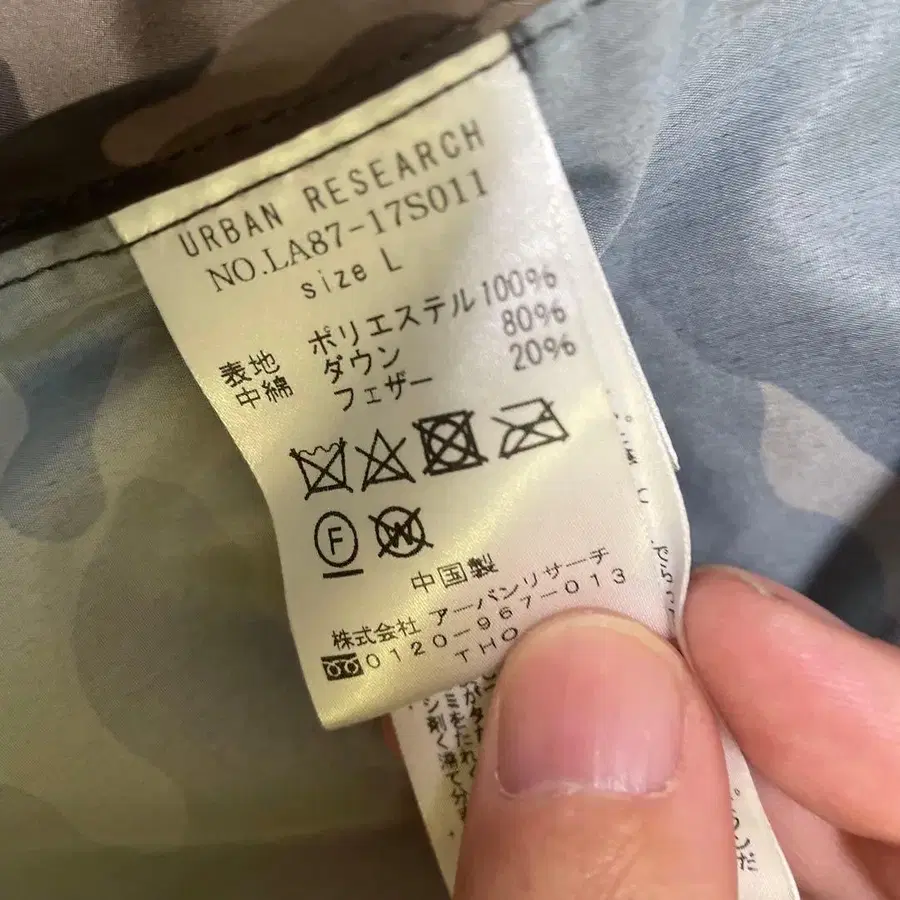 URBAN RESEARCH
NO.LA87-17S011
size L
表地 ポリエステル100%
中綿 ダウン 80%
フェザー 20%
F W
中国製
株式会社 アーバンリサーチ
0120-967-013
THO